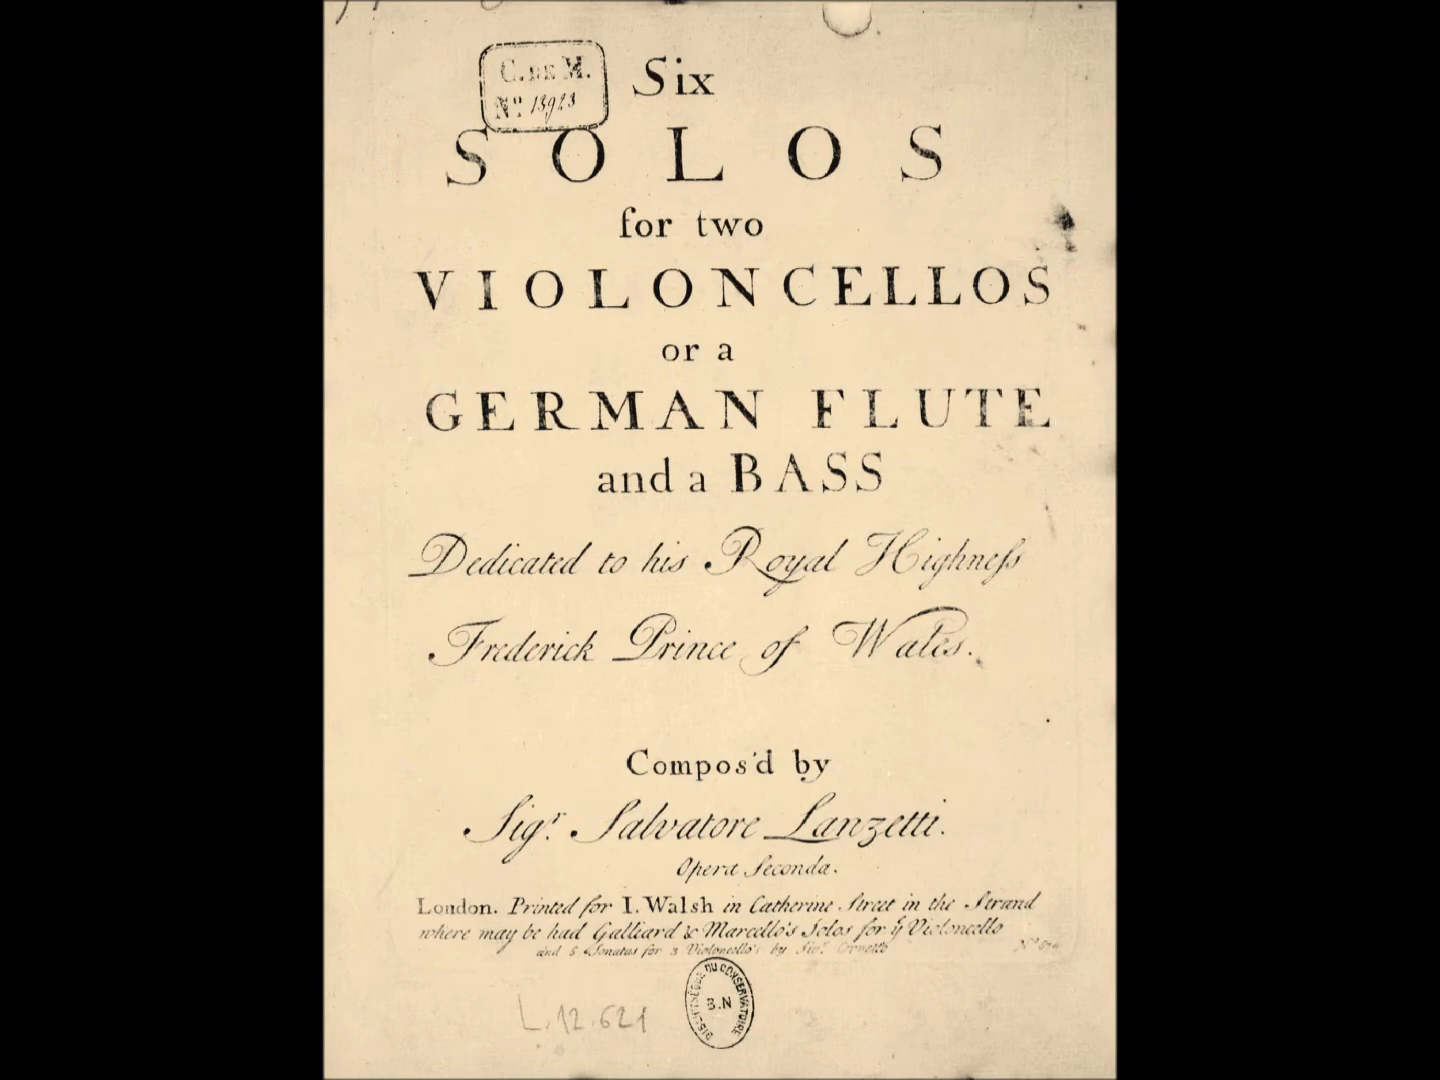 C. DE M.
No. 13923
Six
SOLOS
for two
VIOLONCELLOS
or a
GERMAN FLUTE
and a BASS
Dedicated to his Royal Highneſs
Frederick Prince of Wales.
Compos'd by
Sigr. Salvatore Lanzetti.
Opera Seconda.
London. Printed for I. Walsh in Catherine Street in the Strand
where may be had Galliard & Marcello's Solos for ye Violoncello
and 6 Sonatas for 3 Violoncello's by Sigr.
BIBLIOTHÈQUE DU CONSERVATOIRE
B.N
L.12.621